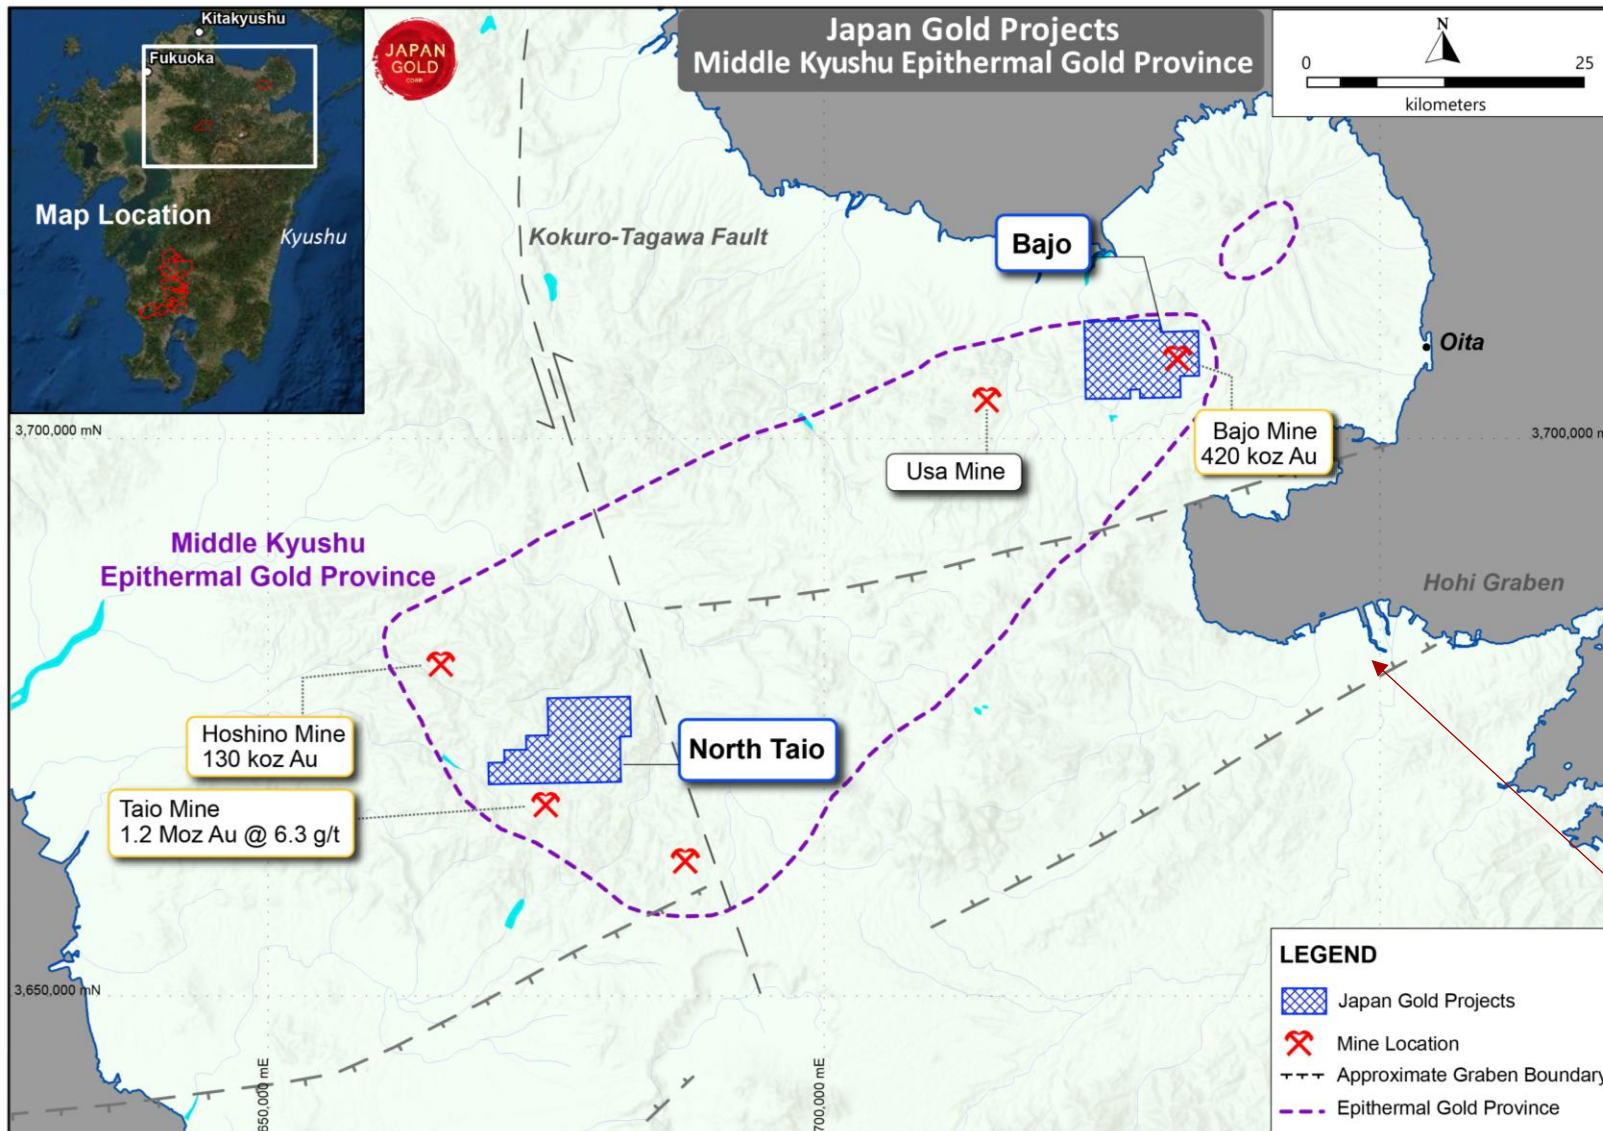 Kitakyushu
Fukuoka
Map Location
Kyushu
JAPAN
GOLD
CORP.
Japan Gold Projects
Middle Kyushu Epithermal Gold Province
N
0
25
kilometers
Kokuro-Tagawa Fault
Bajo
Oita
3,700,000 mN
3,700,000 m
Bajo Mine
420 koz Au
Usa Mine
Middle Kyushu
Epithermal Gold Province
Hohi Graben
Hoshino Mine
130 koz Au
North Taio
Taio Mine
1.2 Moz Au @ 6.3 g/t
3,650,000 mN
650,000 mE
700,000 mE
LEGEND
Japan Gold Projects
Mine Location
Approximate Graben Boundary
Epithermal Gold Province